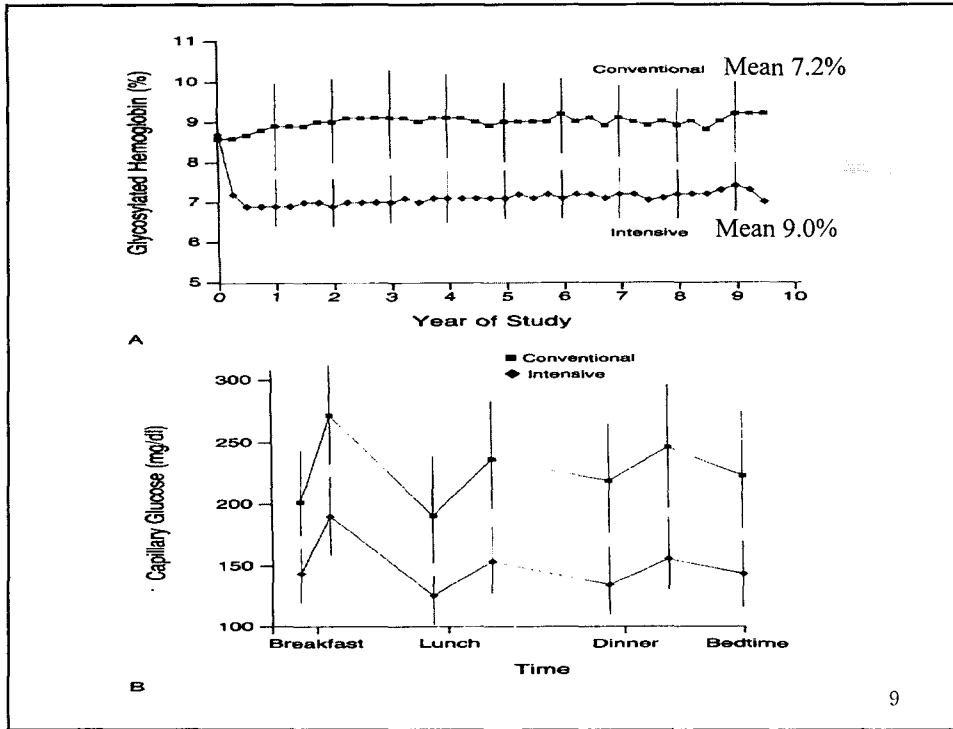 11
10
9
8
7
6
5
Glycosylated Hemoglobin (%)
Conventional Mean 7.2%
Intensive Mean 9.0%
0 1 2 3 4 5 6 7 8 9 10
Year of Study
A
Conventional
Intensive
300
250
200
150
100
Capillary Glucose (mg/dl)
Breakfast Lunch Dinner Bedtime
Time
B
9